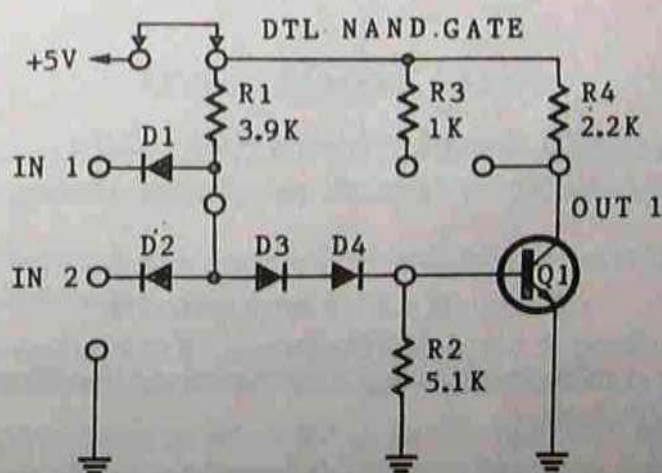 DTL NAND.GATE
+5V
R1
3.9K
R3
1K
R4
2.2K
D1
IN 1
OUT 1
D2
D3
D4
IN 2
Q1
R2
5.1K